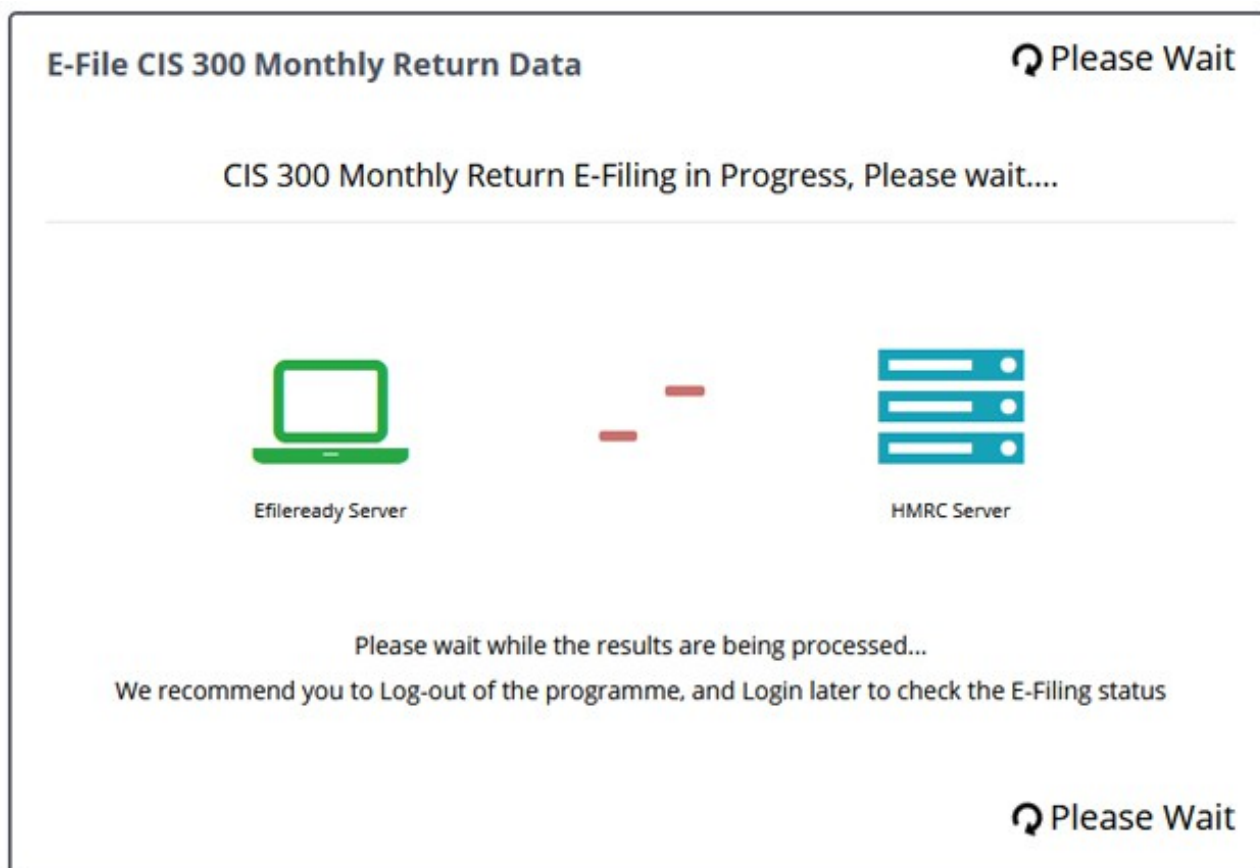 E-File CIS 300 Monthly Return Data
Please Wait
CIS 300 Monthly Return E-Filing in Progress, Please wait....
Efileready Server
HMRC Server
Please wait while the results are being processed...
We recommend you to Log-out of the programme, and Login later to check the E-Filing status
Please Wait